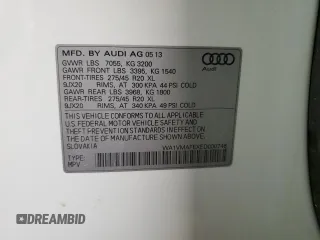 MFD. BY AUDI AG 05 13
GVWR LBS 7055, KG 3200
GAWR FRONT LBS 3395, KG 1540
FRONT-TIRES: 275/45 R20 XL
9JX20 RIMS, AT 300 KPA 44 PSI COLD
GAWR REAR LBS 3968, KG 1800
REAR-TIRES 275/45 R20 XL
9JX20 RIMS, AT 340 KPA 49 PSI COLD
THIS VEHICLE CONFORMS TO ALL APPLICABLE
U.S. FEDERAL MOTOR VEHICLE SAFETY AND
THEFT PREVENTION STANDARDS IN EFFECT ON
THE DATE OF MANUFACTURE SHOWN ABOVE
SLOVAKIA
TYPE:
MPV
Audi
DREAMBID
DREAMBID.COM